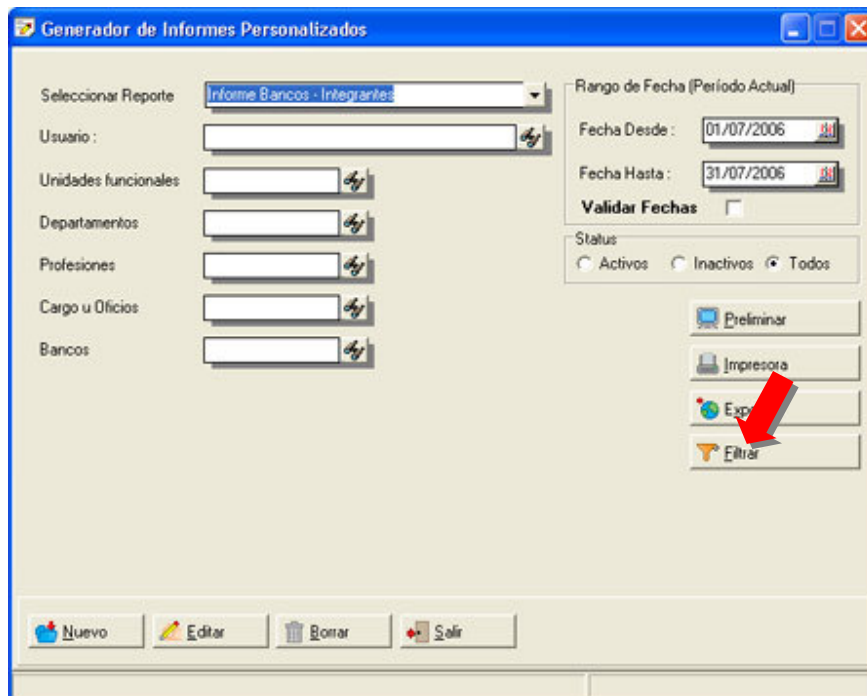 Generador de Informes Personalizados
Seleccionar Reporte
Informe Bancos - Integrantes
Usuario :
Unidades funcionales
Departamentos
Profesiones
Cargo u Oficios
Bancos
Rango de Fecha (Período Actual)
Fecha Desde : 01/07/2006
Fecha Hasta : 31/07/2006
Validar Fechas
Status
Activos Inactivos Todos
Preliminar
Impresora
Filtrar
Nuevo Editar Borrar Salir